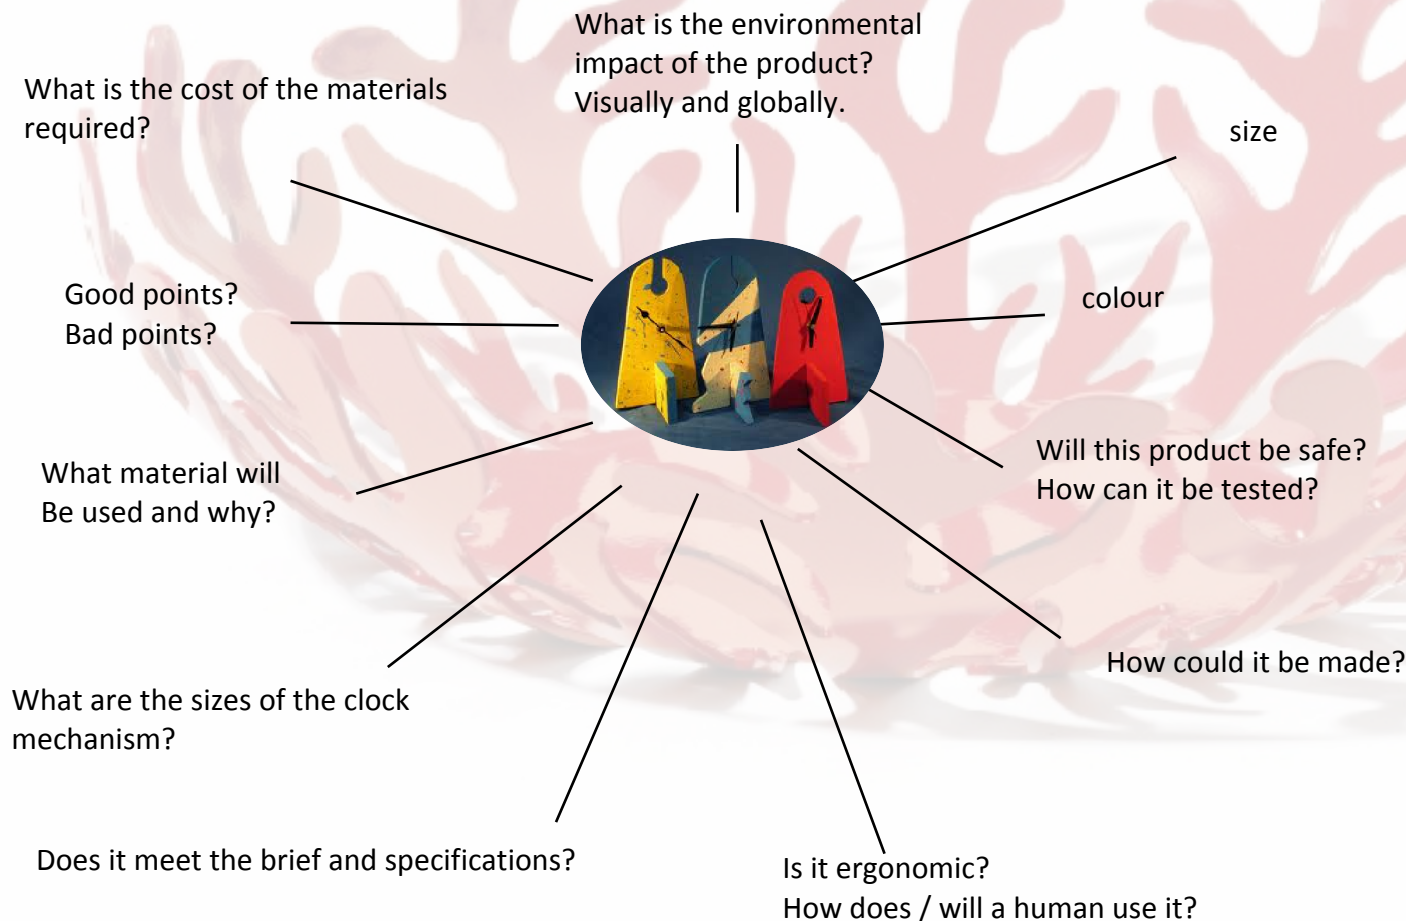 What is the environmental
impact of the product?
Visually and globally.
What is the cost of the materials
required?
size
Good points?
Bad points?
colour
Will this product be safe?
How can it be tested?
What material will
Be used and why?
How could it be made?
What are the sizes of the clock
mechanism?
Does it meet the brief and specifications?
Is it ergonomic?
How does / will a human use it?